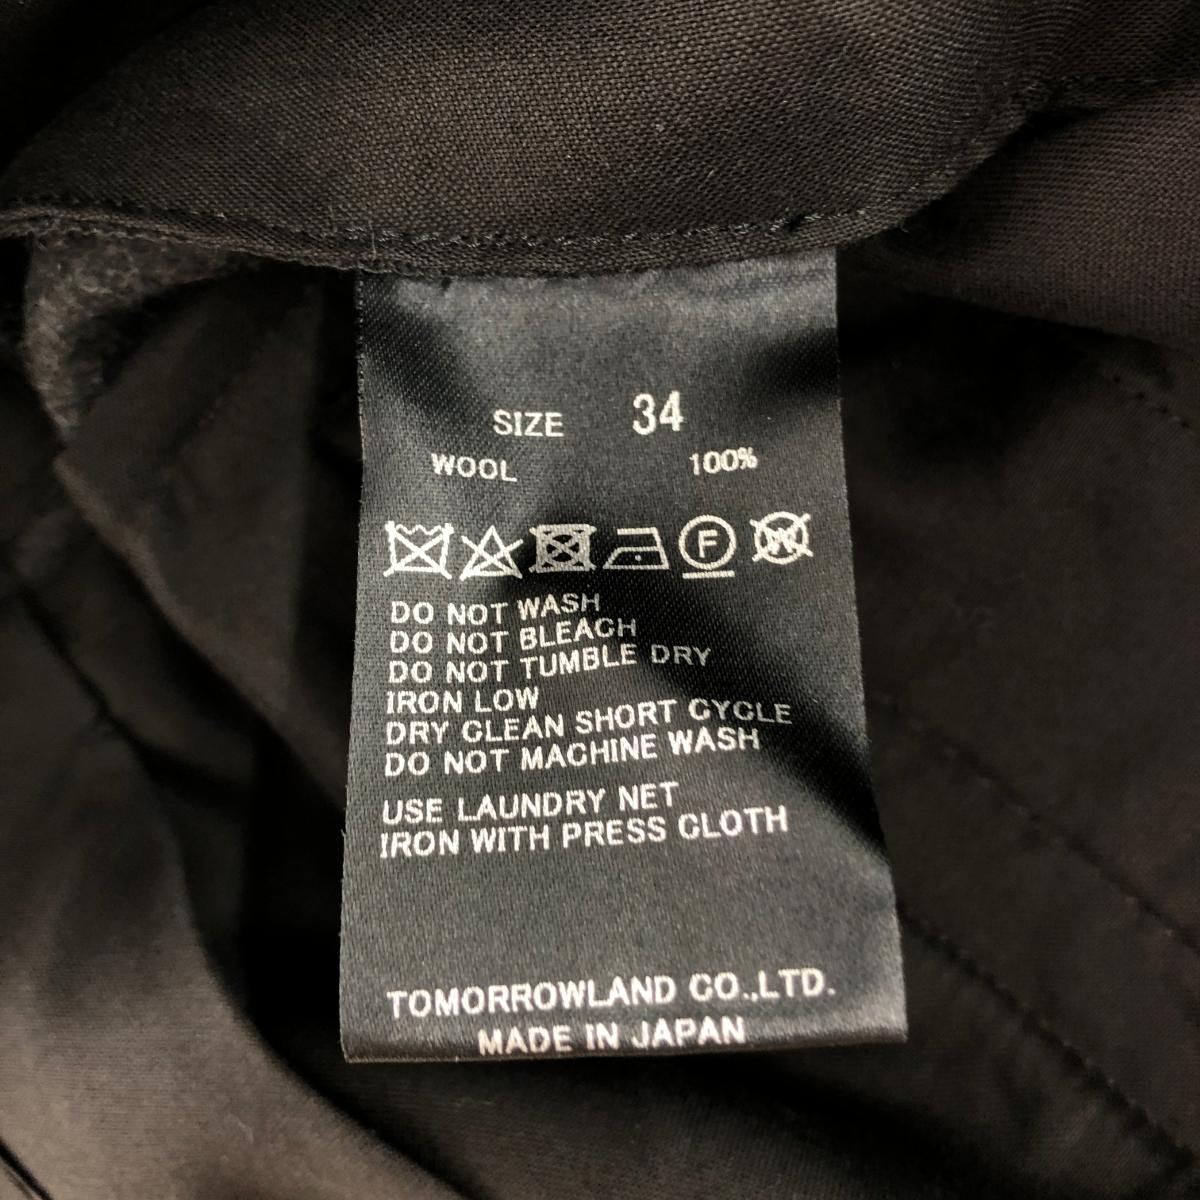 SIZE 34
WOOL 100%
F W
DO NOT WASH
DO NOT BLEACH
DO NOT TUMBLE DRY
IRON LOW
DRY CLEAN SHORT CYCLE
DO NOT MACHINE WASH
USE LAUNDRY NET
IRON WITH PRESS CLOTH
TOMORROWLAND CO.,LTD.
MADE IN JAPAN